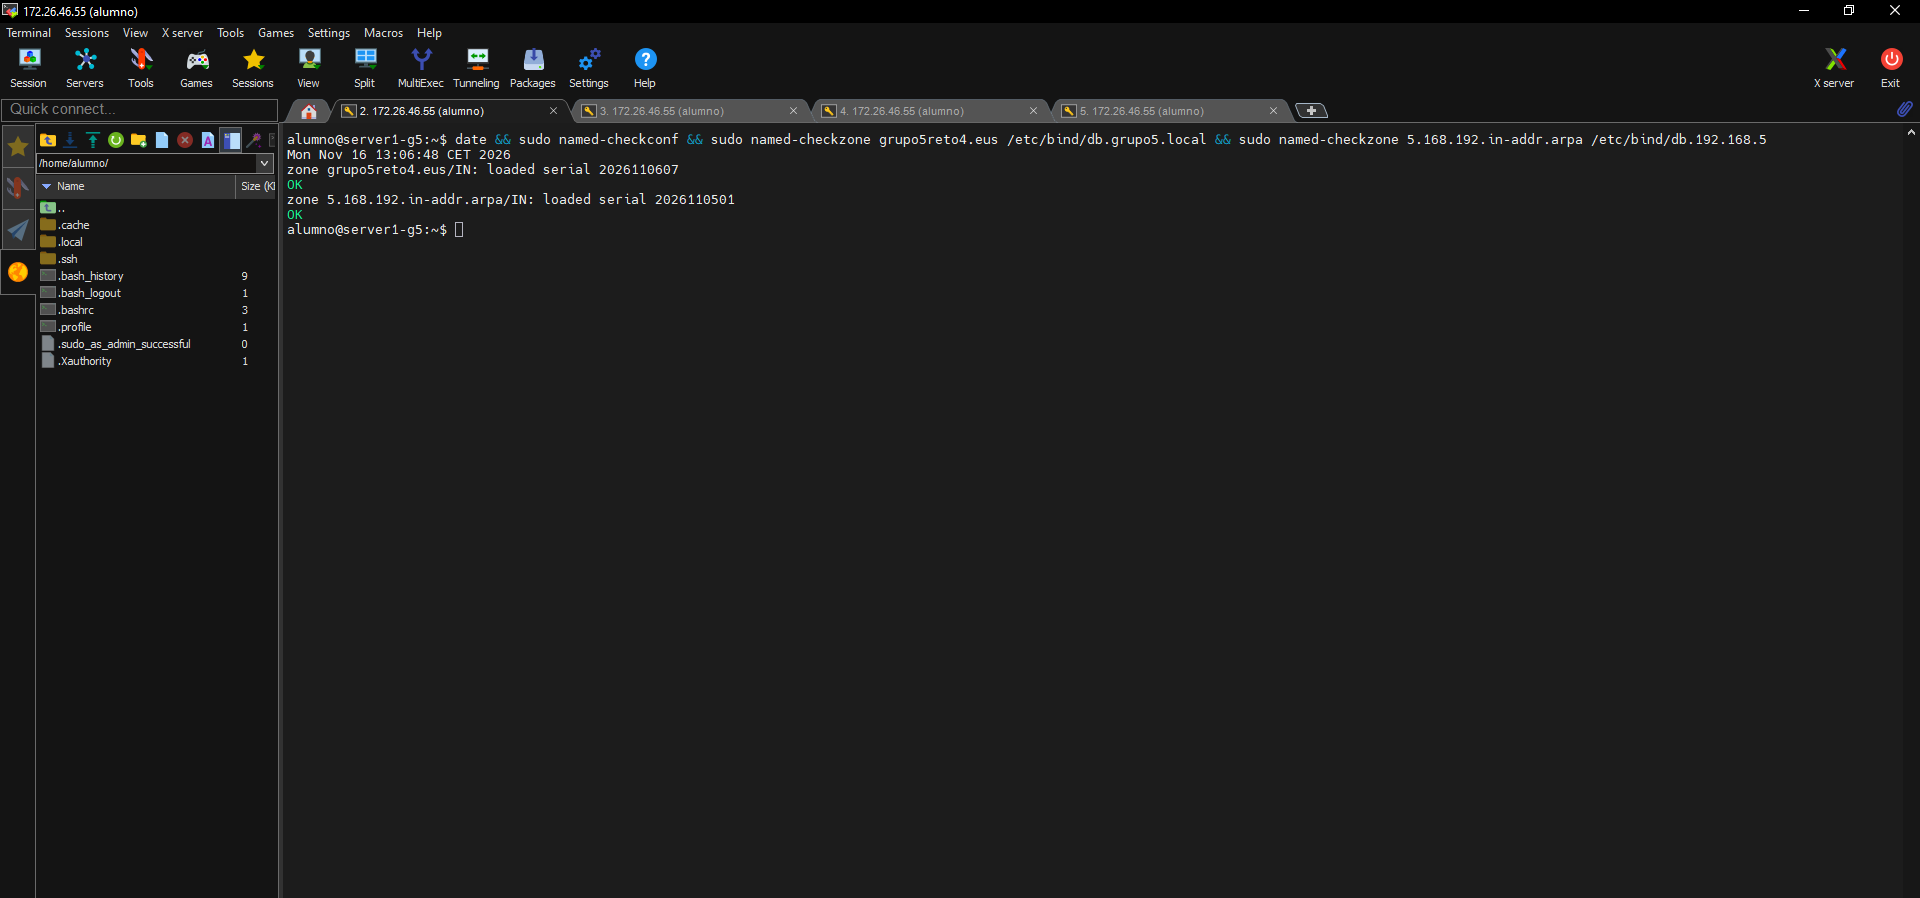 172.26.46.55 (alumno)
Terminal Sessions View X server Tools Games Settings Macros Help
Session Servers Tools Games Sessions View Split MultiExec Tunneling Packages Settings Help X server Exit
Quick connect...
2. 172.26.46.55 (alumno) 3. 172.26.46.55 (alumno) 4. 172.26.46.55 (alumno) 5. 172.26.46.55 (alumno)
/home/alumno/
Name Size (K
..
.cache
.local
.ssh
.bash_history 9
.bash_logout 1
.bashrc 3
.profile 1
.sudo_as_admin_successful 0
.Xauthority 1
alumno@server1-g5:~$ date && sudo named-checkconf && sudo named-checkzone grupo5reto4.eus /etc/bind/db.grupo5.local && sudo named-checkzone 5.168.192.in-addr.arpa /etc/bind/db.192.168.5
Mon Nov 16 13:06:48 CET 2026
zone grupo5reto4.eus/IN: loaded serial 2026110607
OK
zone 5.168.192.in-addr.arpa/IN: loaded serial 2026110501
OK
alumno@server1-g5:~$